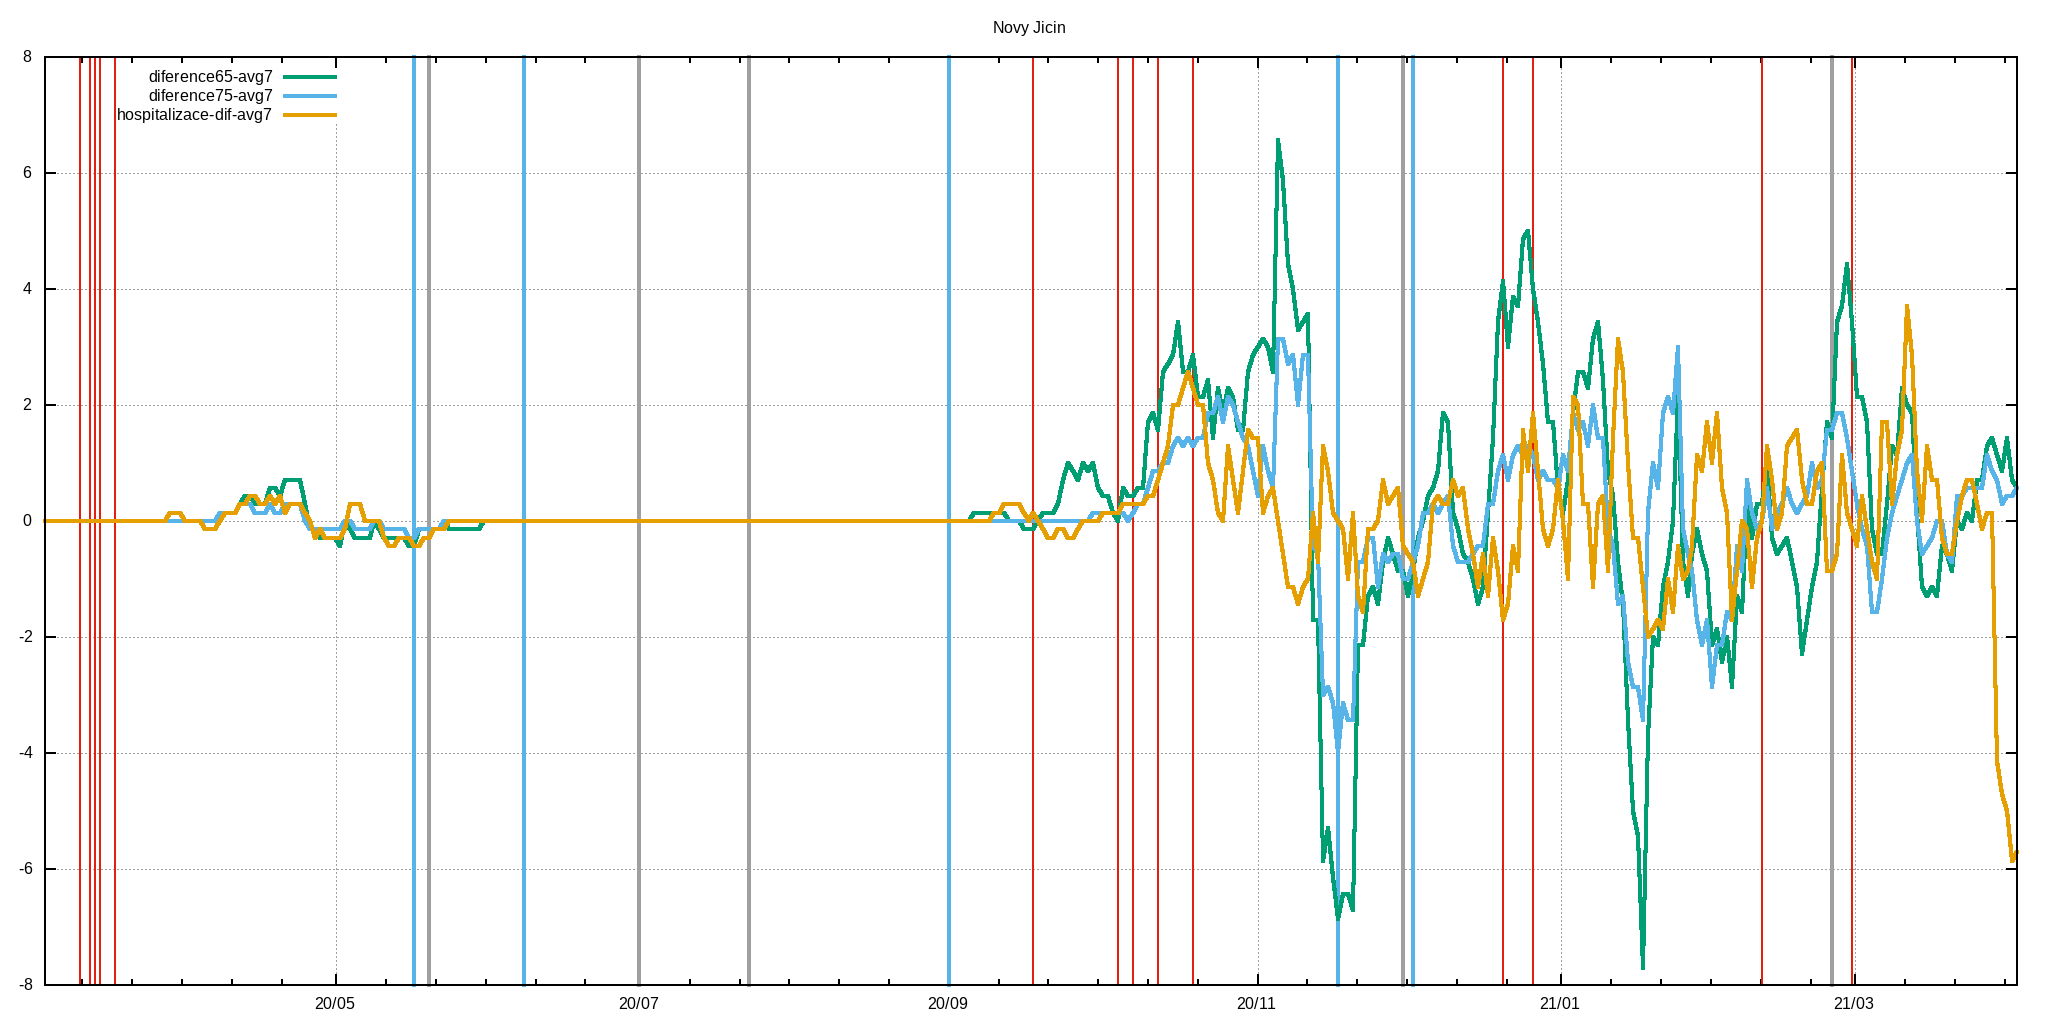 Novy Jicin
8
diference65-avg7
diference75-avg7
hospitalizace-dif-avg7
6
4
2
0
-2
-4
-6
-8
20/05 20/07 20/09 20/11 21/01 21/03